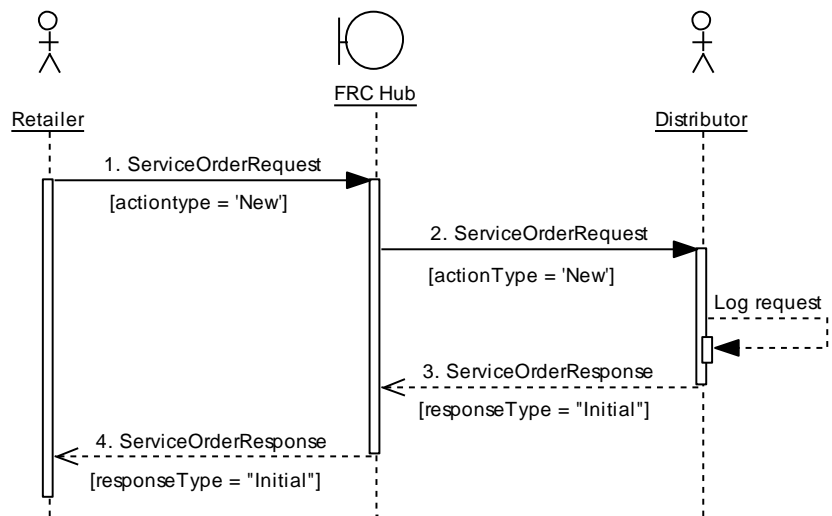 FRC Hub
Retailer
Distributor
1. ServiceOrderRequest
[actiontype = 'New']
2. ServiceOrderRequest
[actionType = 'New']
Log request
3. ServiceOrderResponse
[responseType = "Initial"]
4. ServiceOrderResponse
[responseType = "Initial"]